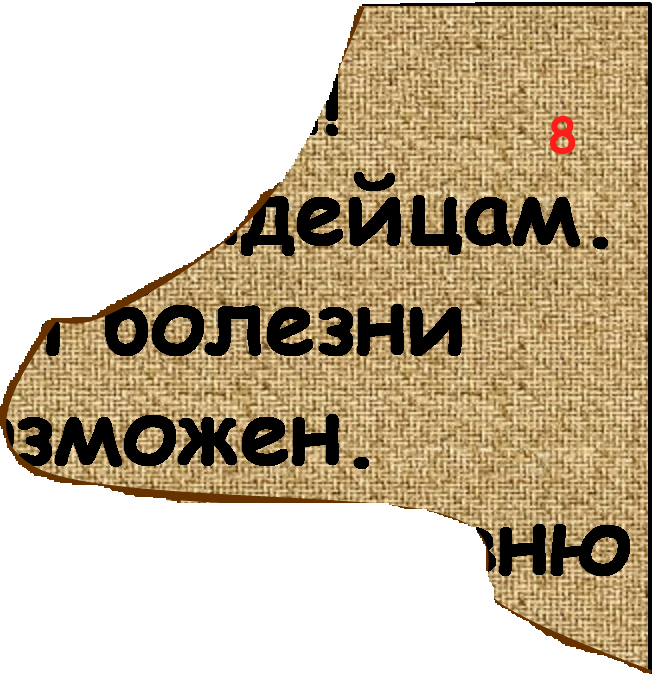 !
8
дейцам.
болезни
зможен.
ню